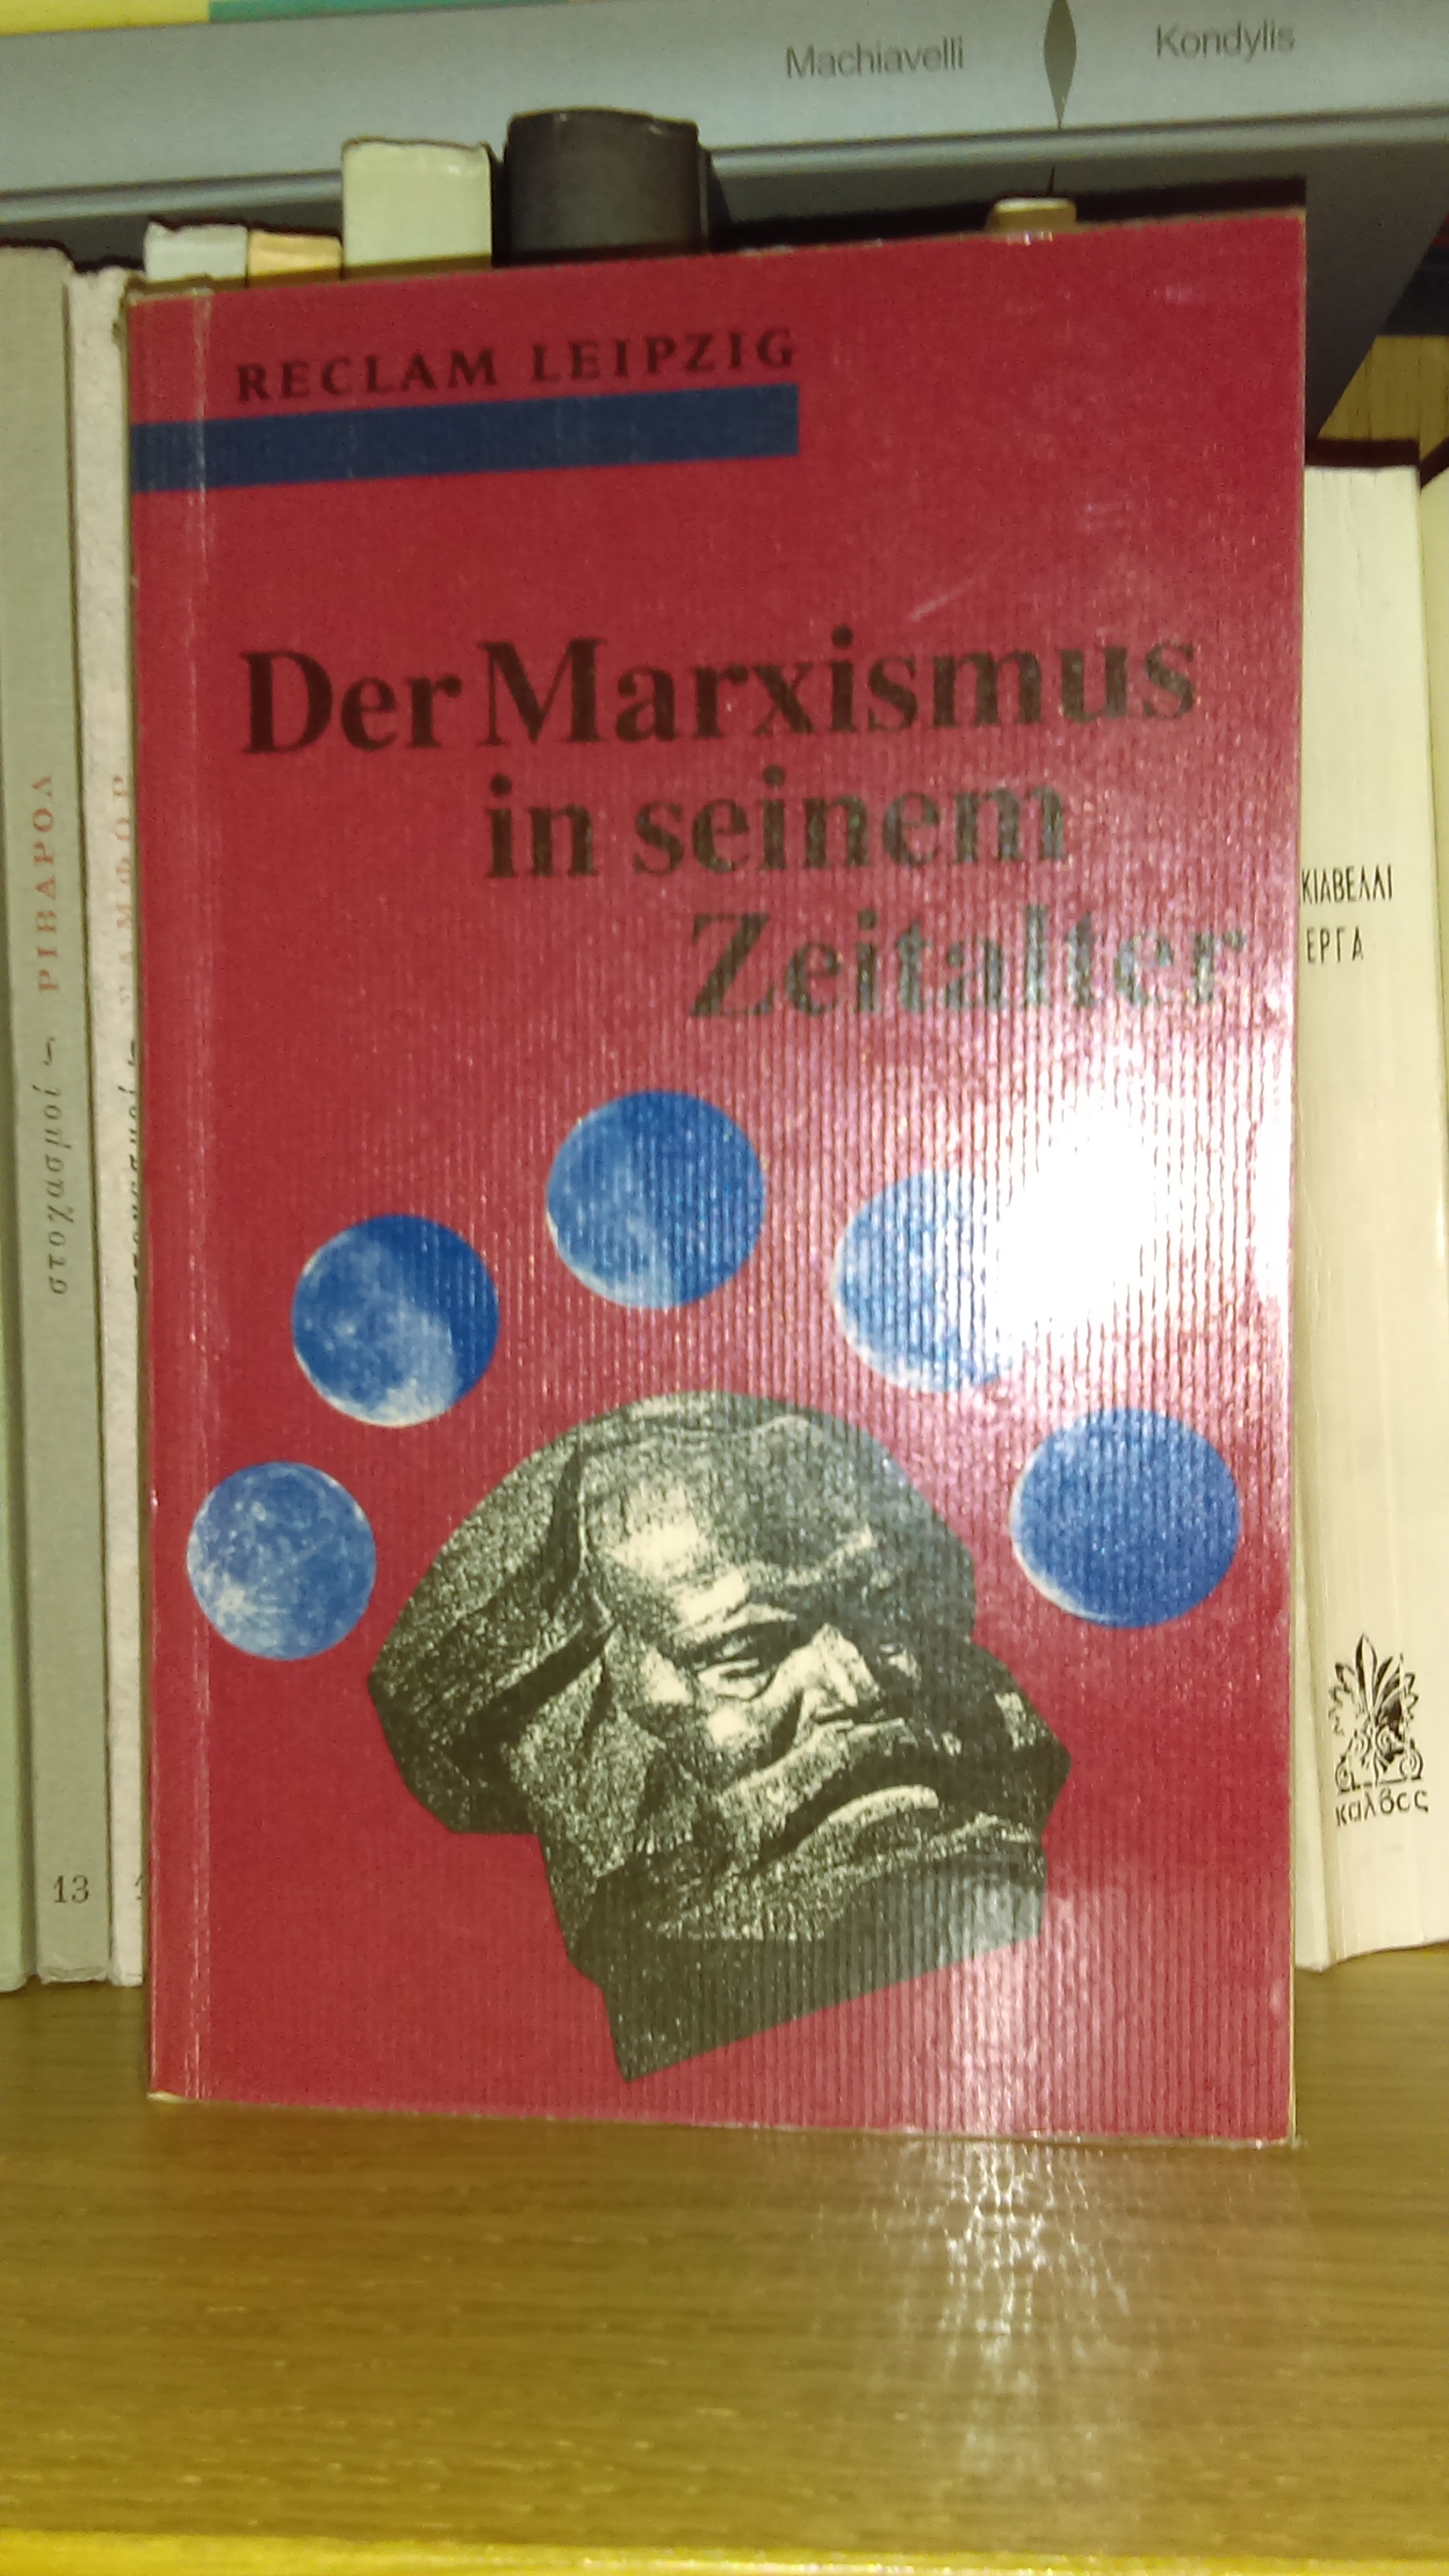 Machiavelli
Kondylis
RECLAM LEIPZIG
Der Marxismus
in seinem
Zeitalter
στοχασμοί – ΡΙΒΑΡΟΛ
13
ΚΙΑΒΕΛΛΙ
ΕΡΓΑ
κάλβος